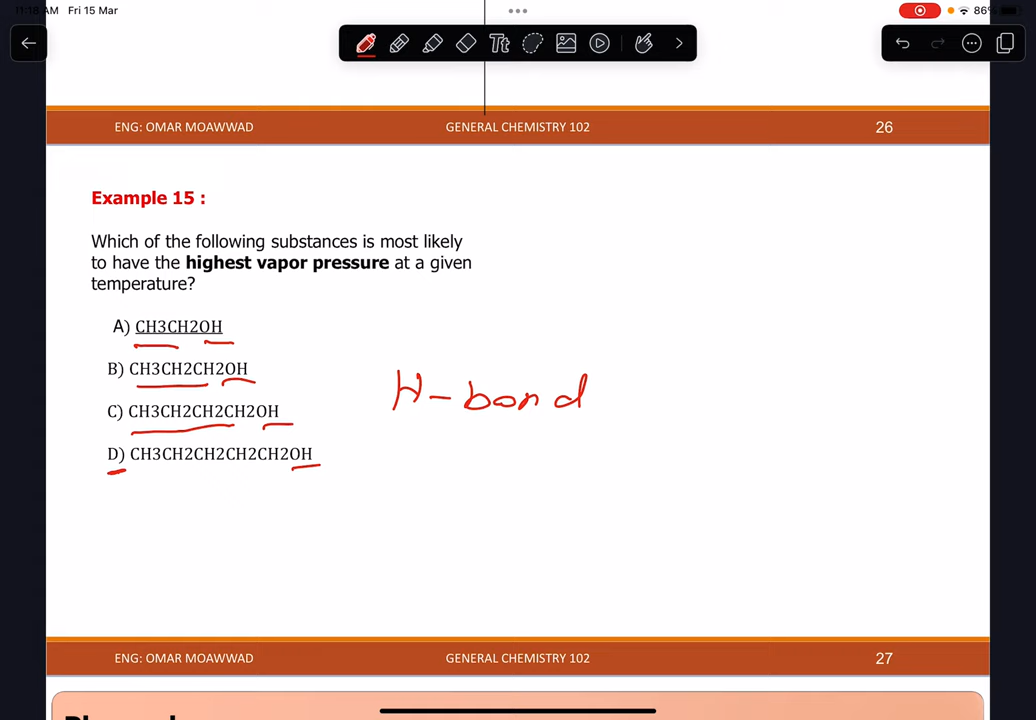 11:18 AM Fri 15 Mar
86%
Tt
ENG: OMAR MOAWWAD GENERAL CHEMISTRY 102 26
Example 15 :
Which of the following substances is most likely
to have the highest vapor pressure at a given
temperature?
A) CH3CH2OH
B) CH3CH2CH2OH
C) CH3CH2CH2CH2OH
D) CH3CH2CH2CH2CH2OH
H-bond
ENG: OMAR MOAWWAD GENERAL CHEMISTRY 102 27